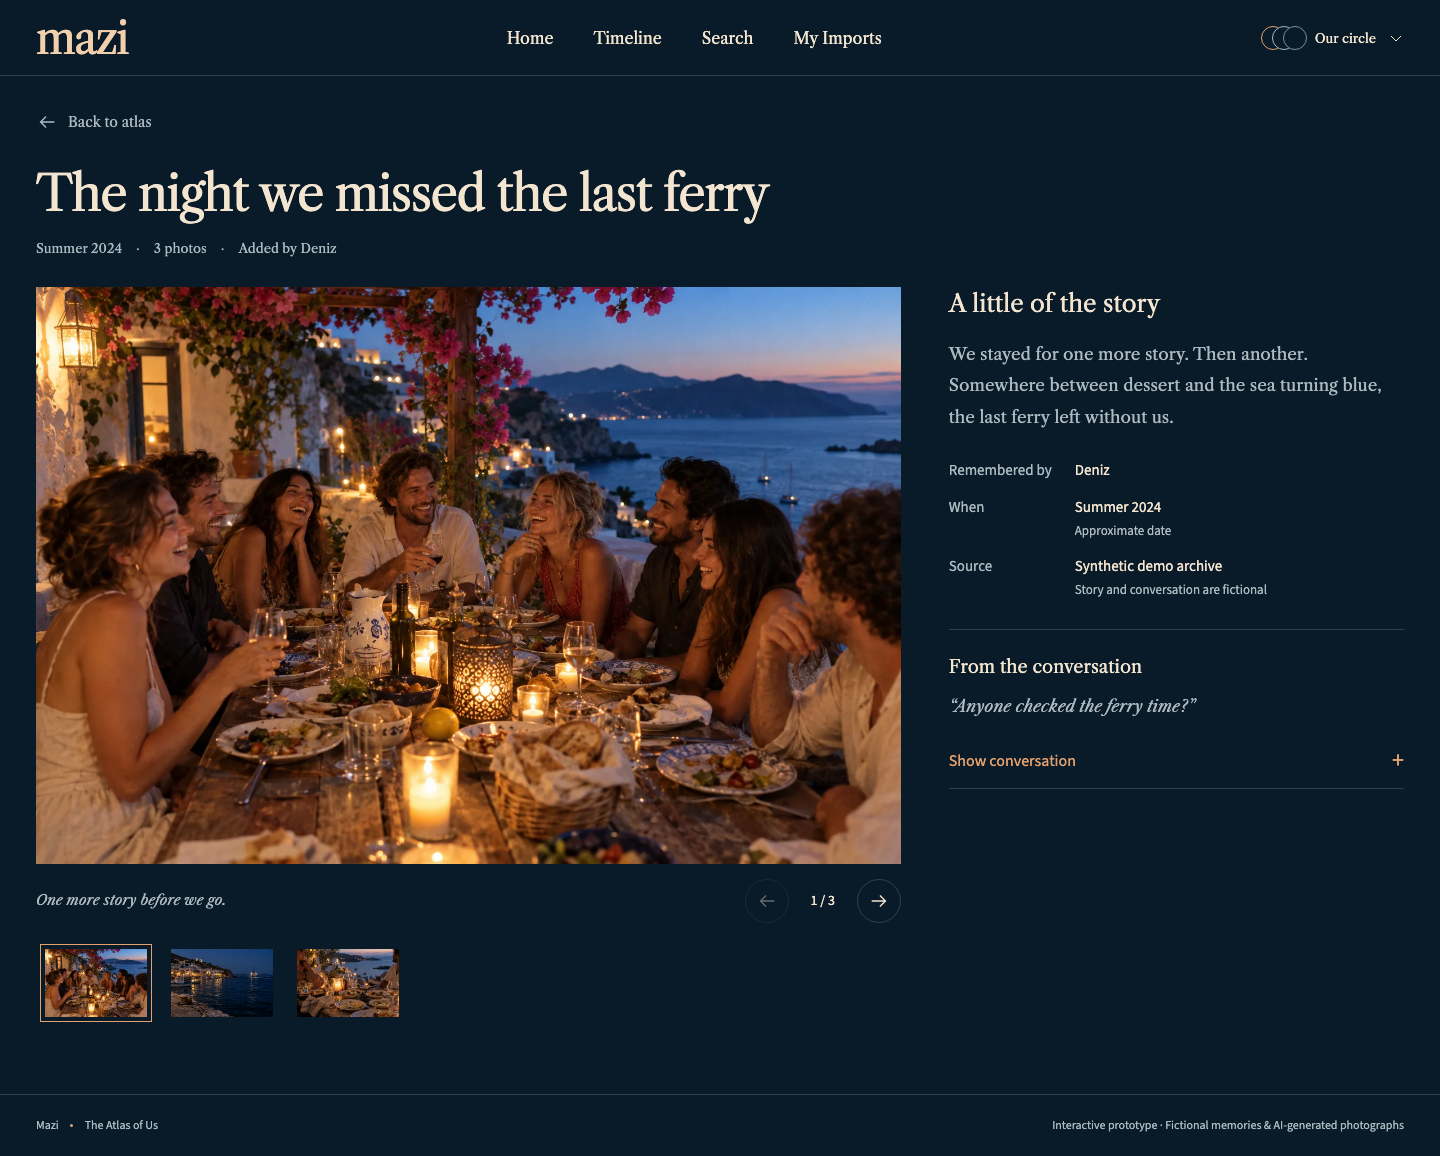 mazi
Home
Timeline
Search
My Imports
Our circle
Back to atlas
The night we missed the last ferry
Summer 2024 · 3 photos · Added by Deniz
A little of the story
We stayed for one more story. Then another.
Somewhere between dessert and the sea turning blue,
the last ferry left without us.
Remembered by Deniz
When Summer 2024
Approximate date
Source Synthetic demo archive
Story and conversation are fictional
From the conversation
“Anyone checked the ferry time?”
Show conversation +
One more story before we go.
1 / 3
Mazi • The Atlas of Us
Interactive prototype · Fictional memories & AI-generated photographs